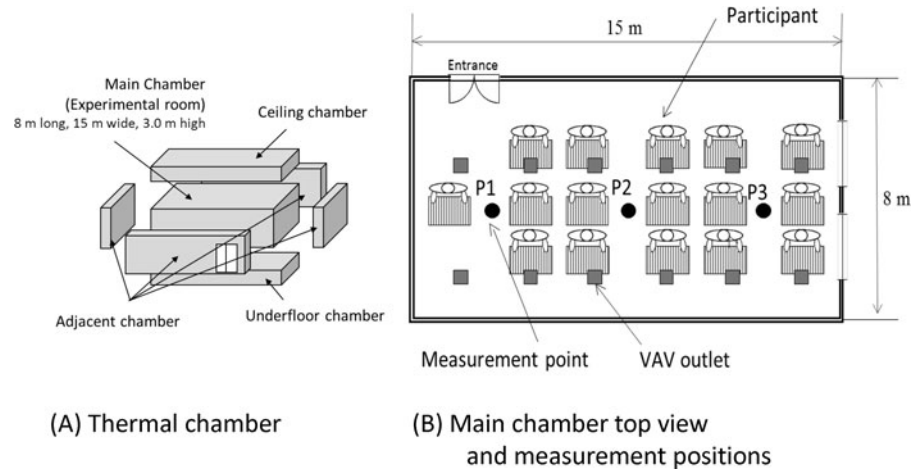 Main Chamber
(Experimental room)
8 m long, 15 m wide, 3.0 m high
Ceiling chamber
Adjacent chamber
Underfloor chamber
(A) Thermal chamber
Participant
15 m
Entrance
P1
P2
P3
8 m
Measurement point
VAV outlet
(B) Main chamber top view
and measurement positions